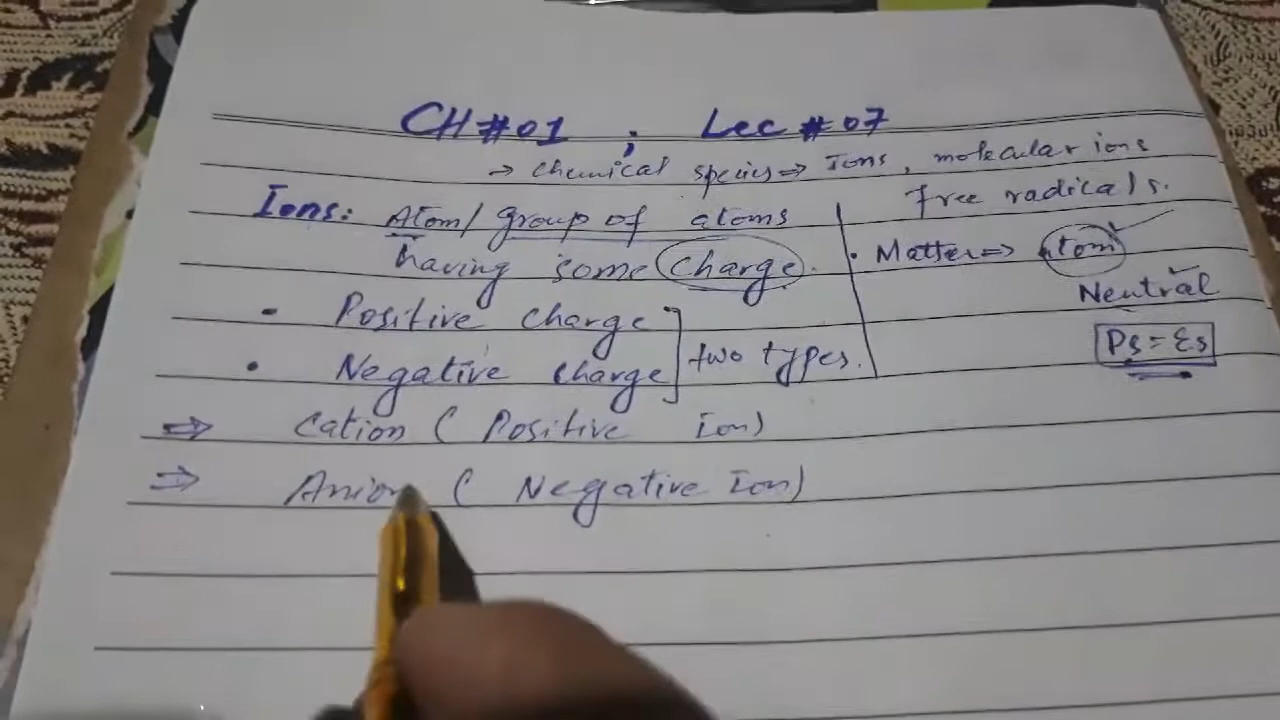 CH # 01 ; Lec # 07
→ Chemical species ⇒ Ions, molecular ions
Free radicals.
Ions: Atom/ group of atoms
having some charge.
• Matter ⇒ Atom
Neutral
Ps = Es
- Positive charge
• Negative charge
two types.
⇒ Cation ( Positive Ion)
⇒ Anion ( Negative Ion)